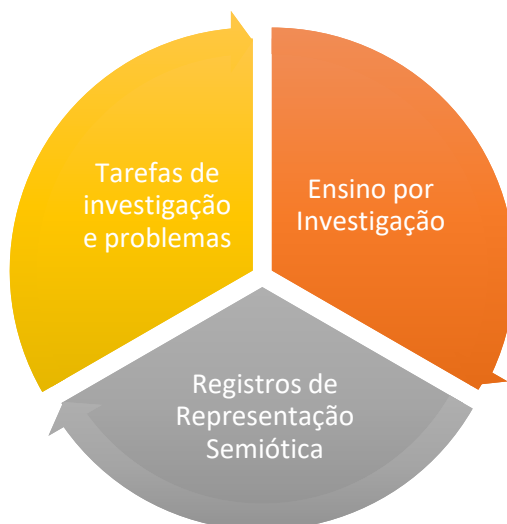 Tarefas de
investigação
e problemas
Ensino por
Investigação
Registros de
Representação
Semiótica